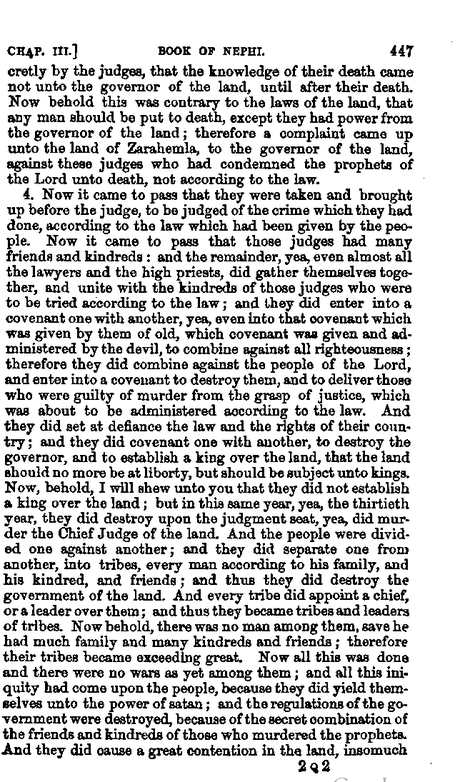 CHAP. III.] BOOK OF NEPHI. 447
cretly by the judges, that the knowledge of their death came
not unto the governor of the land, until after their death.
Now behold this was contrary to the laws of the land, that
any man should be put to death, except they had power from
the governor of the land; therefore a complaint came up
unto the land of Zarahemla, to the governor of the land,
against these judges who had condemned the prophets of
the Lord unto death, not according to the law.
4. Now it came to pass that they were taken and brought
up before the judge, to be judged of the crime which they had
done, according to the law which had been given by the peo-
ple. Now it came to pass that those judges had many
friends and kindreds: and the remainder, yea, even almost all
the lawyers and the high priests, did gather themselves toge-
ther, and unite with the kindreds of those judges who were
to be tried according to the law; and they did enter into a
covenant one with another, yea, even into that covenant which
was given by them of old, which covenant was given and ad-
ministered by the devil, to combine against all righteousness;
therefore they did combine against the people of the Lord,
and enter into a covenant to destroy them, and to deliver those
who were guilty of murder from the grasp of justice, which
was about to be administered according to the law. And
they did set at defiance the law and the rights of their coun-
try; and they did covenant one with another, to destroy the
governor, and to establish a king over the land, that the land
should no more be at liberty, but should be subject unto kings.
Now, behold, I will shew unto you that they did not establish
a king over the land; but in this same year, yea, the thirtieth
year, they did destroy upon the judgment seat, yea, did mur-
der the Chief Judge of the land. And the people were divid-
ed one against another; and they did separate one from
another, into tribes, every man according to his family, and
his kindred, and friends; and thus they did destroy the
government of the land. And every tribe did appoint a chief,
or a leader over them; and thus they became tribes and leaders
of tribes. Now behold, there was no man among them, save he
had much family and many kindreds and friends; therefore
their tribes became exceeding great. Now all this was done
and there were no wars as yet among them; and all this ini-
quity had come upon the people, because they did yield them-
selves unto the power of satan; and the regulations of the go-
vernment were destroyed, because of the secret combination of
the friends and kindreds of those who murdered the prophets.
And they did cause a great contention in the land, insomuch
2Q2